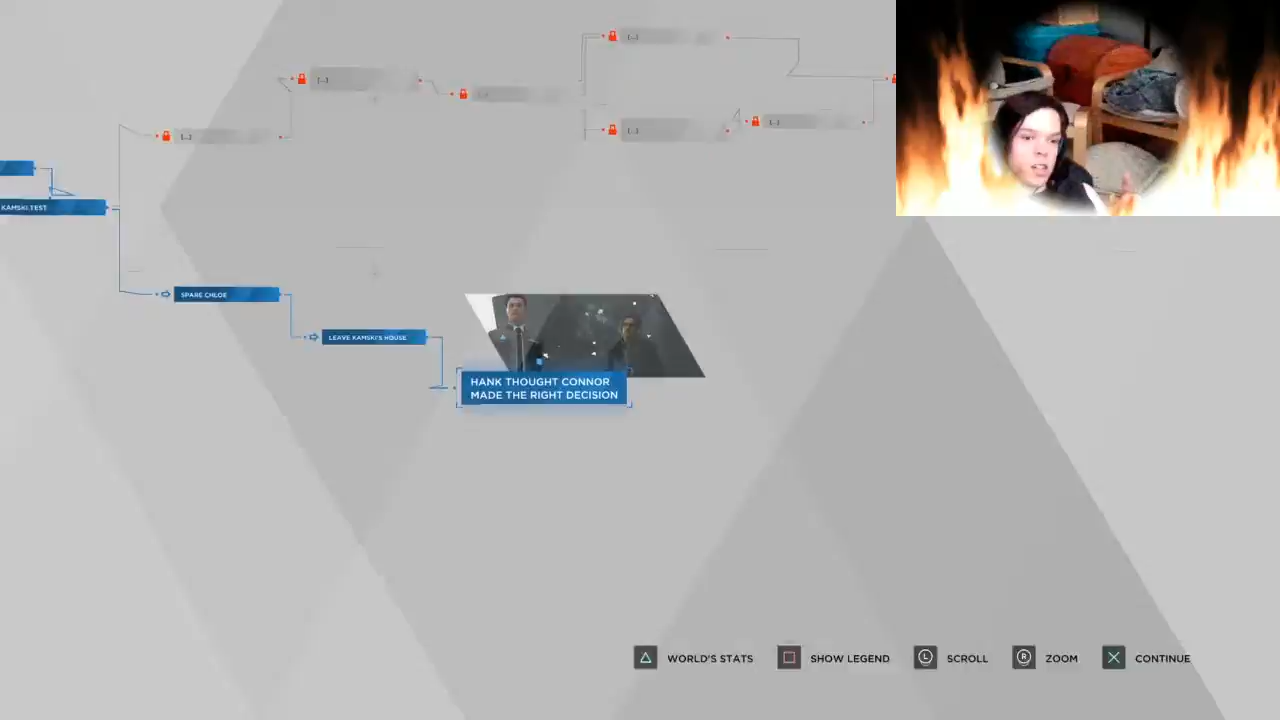 [...]
[...]
[...]
[...]
[...]
KAMSKI TEST
SPARE CHLOE
LEAVE KAMSKI'S HOUSE
HANK THOUGHT CONNOR
MADE THE RIGHT DECISION
WORLD'S STATS
SHOW LEGEND
L
SCROLL
R
ZOOM
CONTINUE